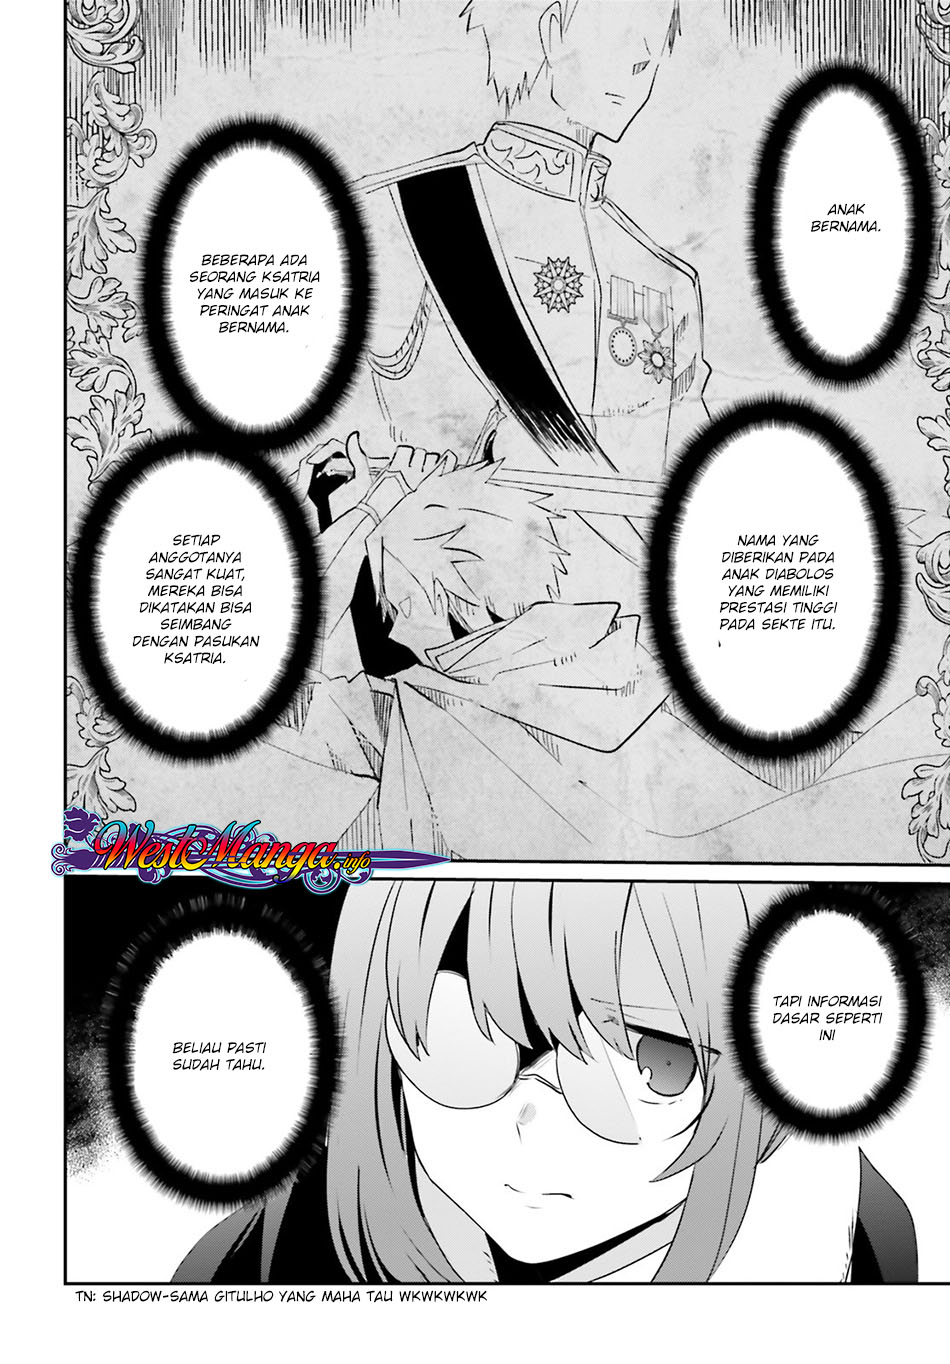 ANAK
BERNAMA.
NAMA YANG
DIBERIKAN PADA
ANAK DIABOLOS
YANG MEMILIKI
PRESTASI TINGGI
PADA SEKTE ITU.
BEBERAPA ADA
SEORANG KSATRIA
YANG MASUK KE
PERINGAT ANAK
BERNAMA.
SETIAP
ANGGOTANYA
SANGAT KUAT,
MEREKA BISA
DIKATAKAN BISA
SEIMBANG
DENGAN PASUKAN
KSATRIA.
WestManga.info
TAPI INFORMASI
DASAR SEPERTI
INI
BELIAU PASTI
SUDAH TAHU.
TN: SHADOW-SAMA GITULHO YANG MAHA TAU WKWKWKWK